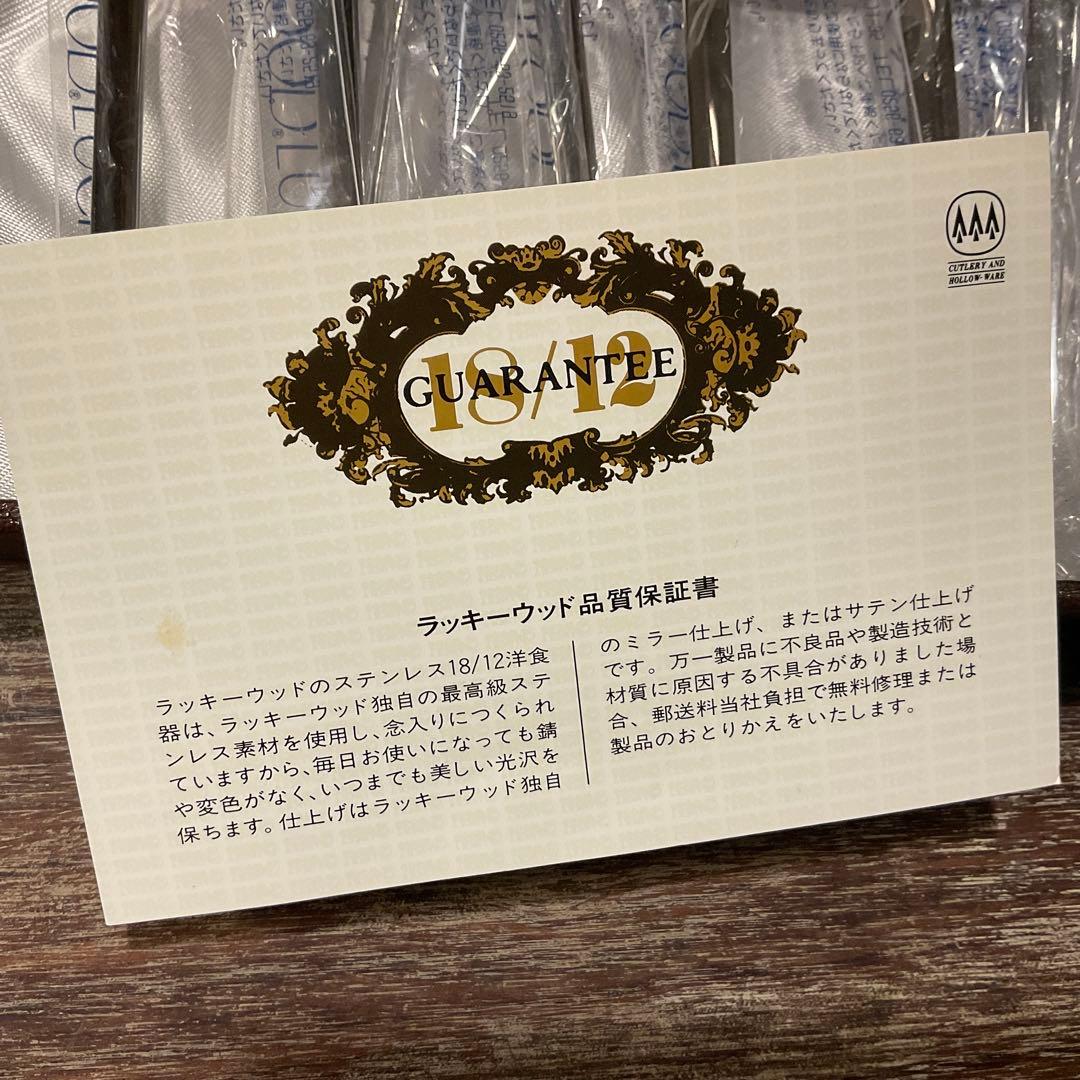 CUTLERY AND
HOLLOW-WARE
18/12
GUARANTEE
ラッキーウッド品質保証書
ラッキーウッドのステンレス18/12洋食
器は、ラッキーウッド独自の最高級ステ
ンレス素材を使用し、念入りにつくられ
ていますから、毎日お使いになっても錆
や変色がなく、いつまでも美しい光沢を
保ちます。仕上げはラッキーウッド独自
のミラー仕上げ、またはサテン仕上げ
です。万一製品に不良品や製造技術と
材質に原因する不具合がありました場
合、郵送料当社負担で無料修理または
製品のおとりかえをいたします。